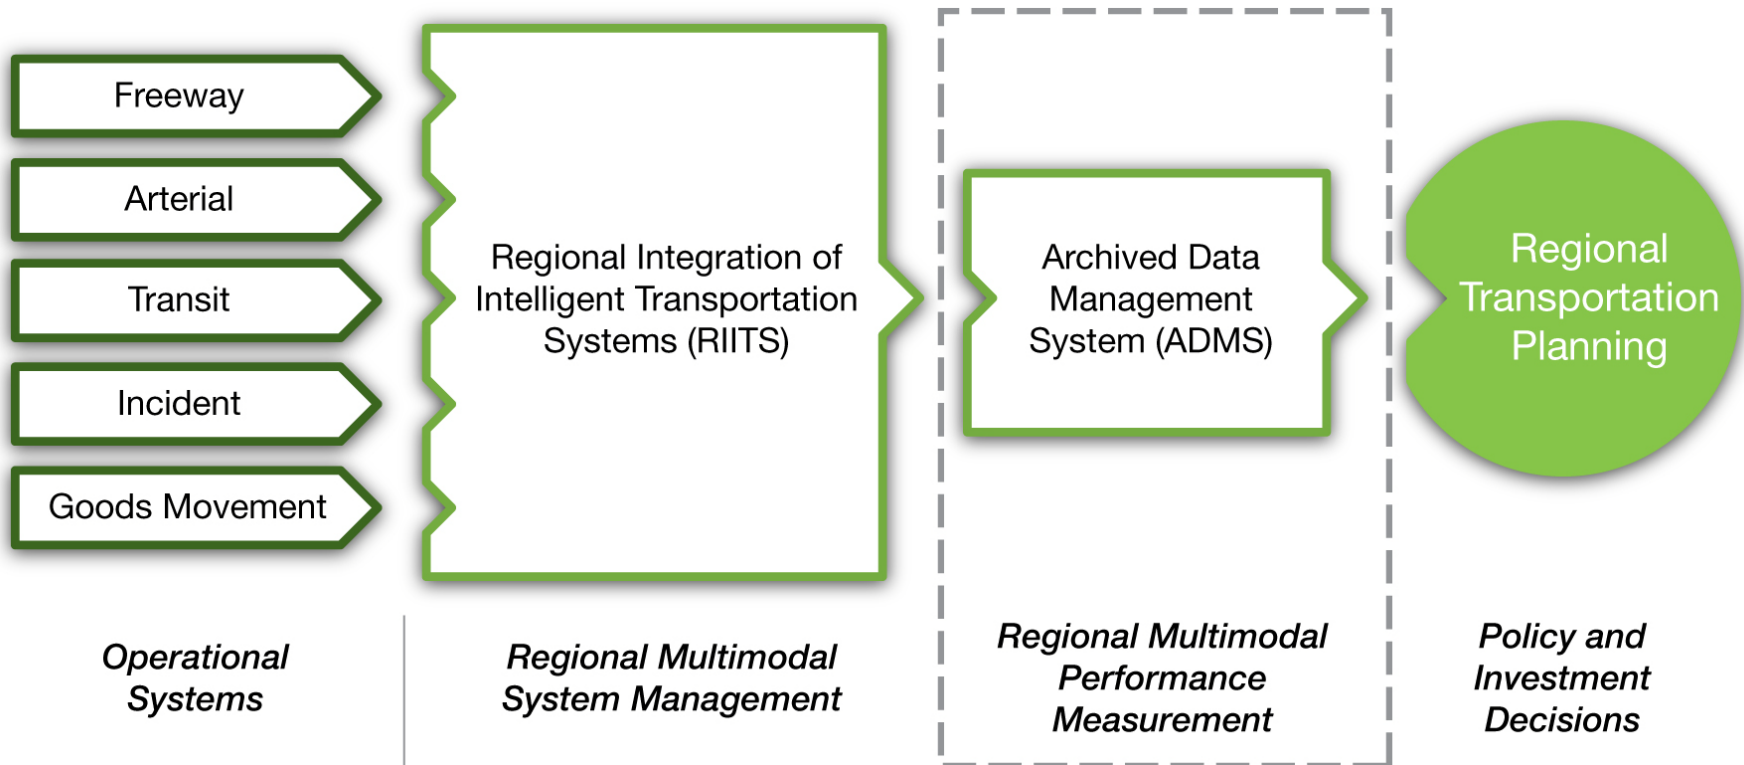 Freeway
Arterial
Transit
Incident
Goods Movement
Regional Integration of
Intelligent Transportation
Systems (RIITS)
Archived Data
Management
System (ADMS)
Regional
Transportation
Planning
Operational
Systems
Regional Multimodal
System Management
Regional Multimodal
Performance
Measurement
Policy and
Investment
Decisions